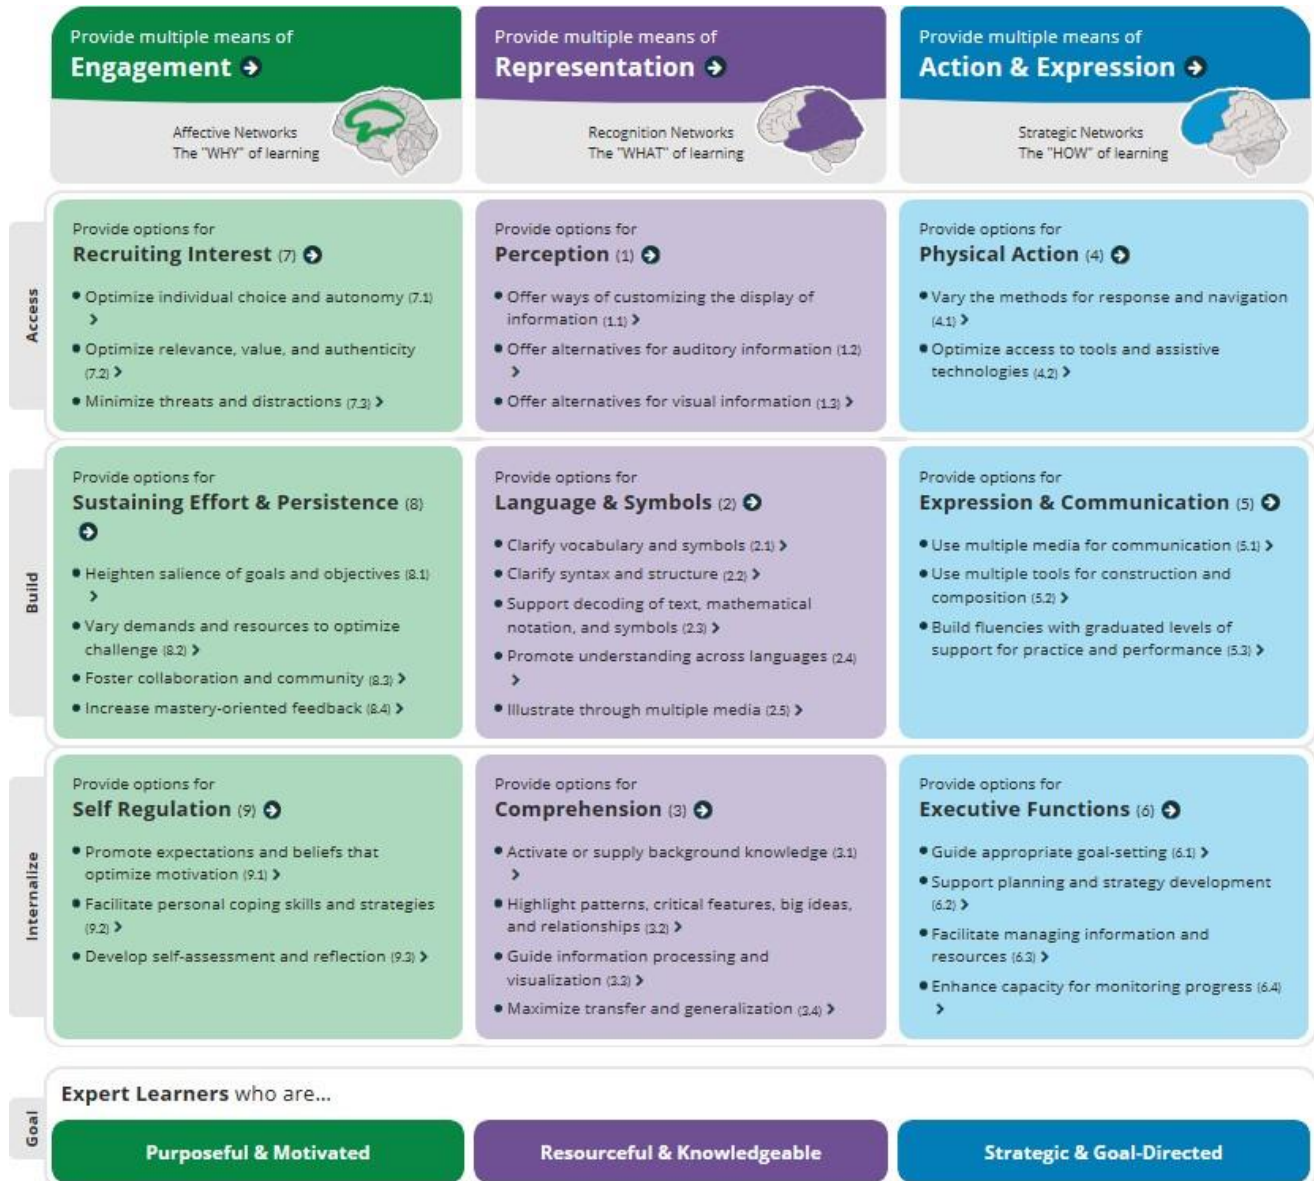 Provide multiple means of
Engagement
Affective Networks
The "WHY" of learning
Provide multiple means of
Representation
Recognition Networks
The "WHAT" of learning
Provide multiple means of
Action & Expression
Strategic Networks
The "HOW" of learning
Access
Provide options for
Recruiting Interest (7)
• Optimize individual choice and autonomy (7.1)
>
• Optimize relevance, value, and authenticity
(7.2) >
• Minimize threats and distractions (7.3) >
Provide options for
Perception (1)
• Offer ways of customizing the display of
information (1.1) >
• Offer alternatives for auditory information (1.2)
>
• Offer alternatives for visual information (1.3) >
Provide options for
Physical Action (4)
• Vary the methods for response and navigation
(4.1) >
• Optimize access to tools and assistive
technologies (4.2) >
Build
Provide options for
Sustaining Effort & Persistence (8)
• Heighten salience of goals and objectives (8.1)
>
• Vary demands and resources to optimize
challenge (8.2) >
• Foster collaboration and community (8.3) >
• Increase mastery-oriented feedback (8.4) >
Provide options for
Language & Symbols (2)
• Clarify vocabulary and symbols (2.1) >
• Clarify syntax and structure (2.2) >
• Support decoding of text, mathematical
notation, and symbols (2.3) >
• Promote understanding across languages (2.4)
>
• Illustrate through multiple media (2.5) >
Provide options for
Expression & Communication (5)
• Use multiple media for communication (5.1) >
• Use multiple tools for construction and
composition (5.2) >
• Build fluencies with graduated levels of
support for practice and performance (5.3) >
Internalize
Provide options for
Self Regulation (9)
• Promote expectations and beliefs that
optimize motivation (9.1) >
• Facilitate personal coping skills and strategies
(9.2) >
• Develop self-assessment and reflection (9.3) >
Provide options for
Comprehension (3)
• Activate or supply background knowledge (3.1)
>
• Highlight patterns, critical features, big ideas,
and relationships (3.2) >
• Guide information processing and
visualization (3.3) >
• Maximize transfer and generalization (3.4) >
Provide options for
Executive Functions (6)
• Guide appropriate goal-setting (6.1) >
• Support planning and strategy development
(6.2) >
• Facilitate managing information and
resources (6.3) >
• Enhance capacity for monitoring progress (6.4)
>
Goal
Expert Learners who are...
Purposeful & Motivated
Resourceful & Knowledgeable
Strategic & Goal-Directed